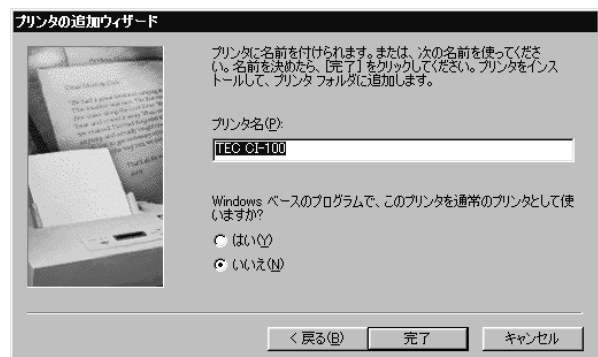 プリンタの追加ウィザード
プリンタに名前を付けられます。または、次の名前を使ってくださ
い。名前を決めたら、[完了] をクリックしてください。プリンタをインス
トールして、プリンタ フォルダに追加します。
プリンタ名(P):
TEC CI-100
Windows ベースのプログラムで、このプリンタを通常のプリンタとして使
いますか?
はい(Y)
いいえ(N)
< 戻る(B)
完了
キャンセル